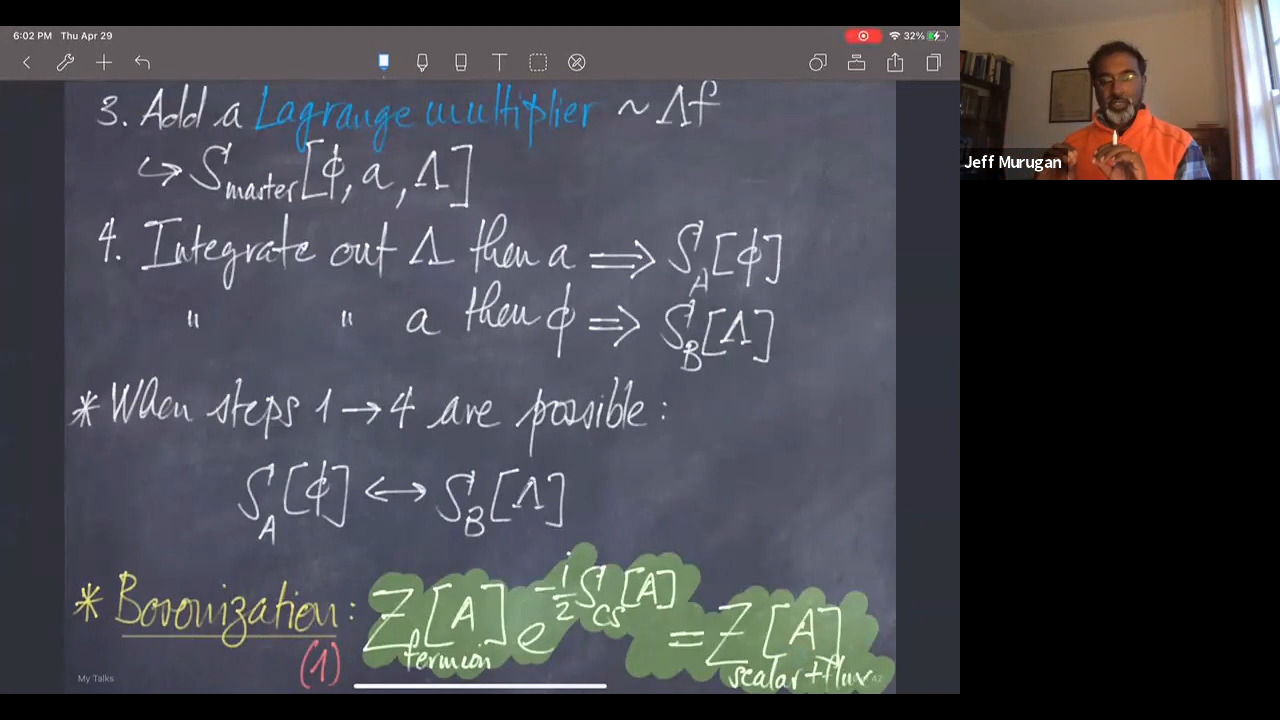 6:02 PM Thu Apr 29
32%
3. Add a Lagrange multiplier ~ Λf
↪ S_master[ϕ, a, Λ]
4. Integrate out Λ then a ⟹ S_A[ϕ]
" " a then ϕ ⟹ S_B[Λ]
* When steps 1 → 4 are possible:
S_A[ϕ] ↔ S_B[Λ]
* Bosonization: Z_fermion[A] e^{-i/2 S_CS[A]} = Z_scalar+flux[A]
(1)
My Talks
42
Jeff Murugan